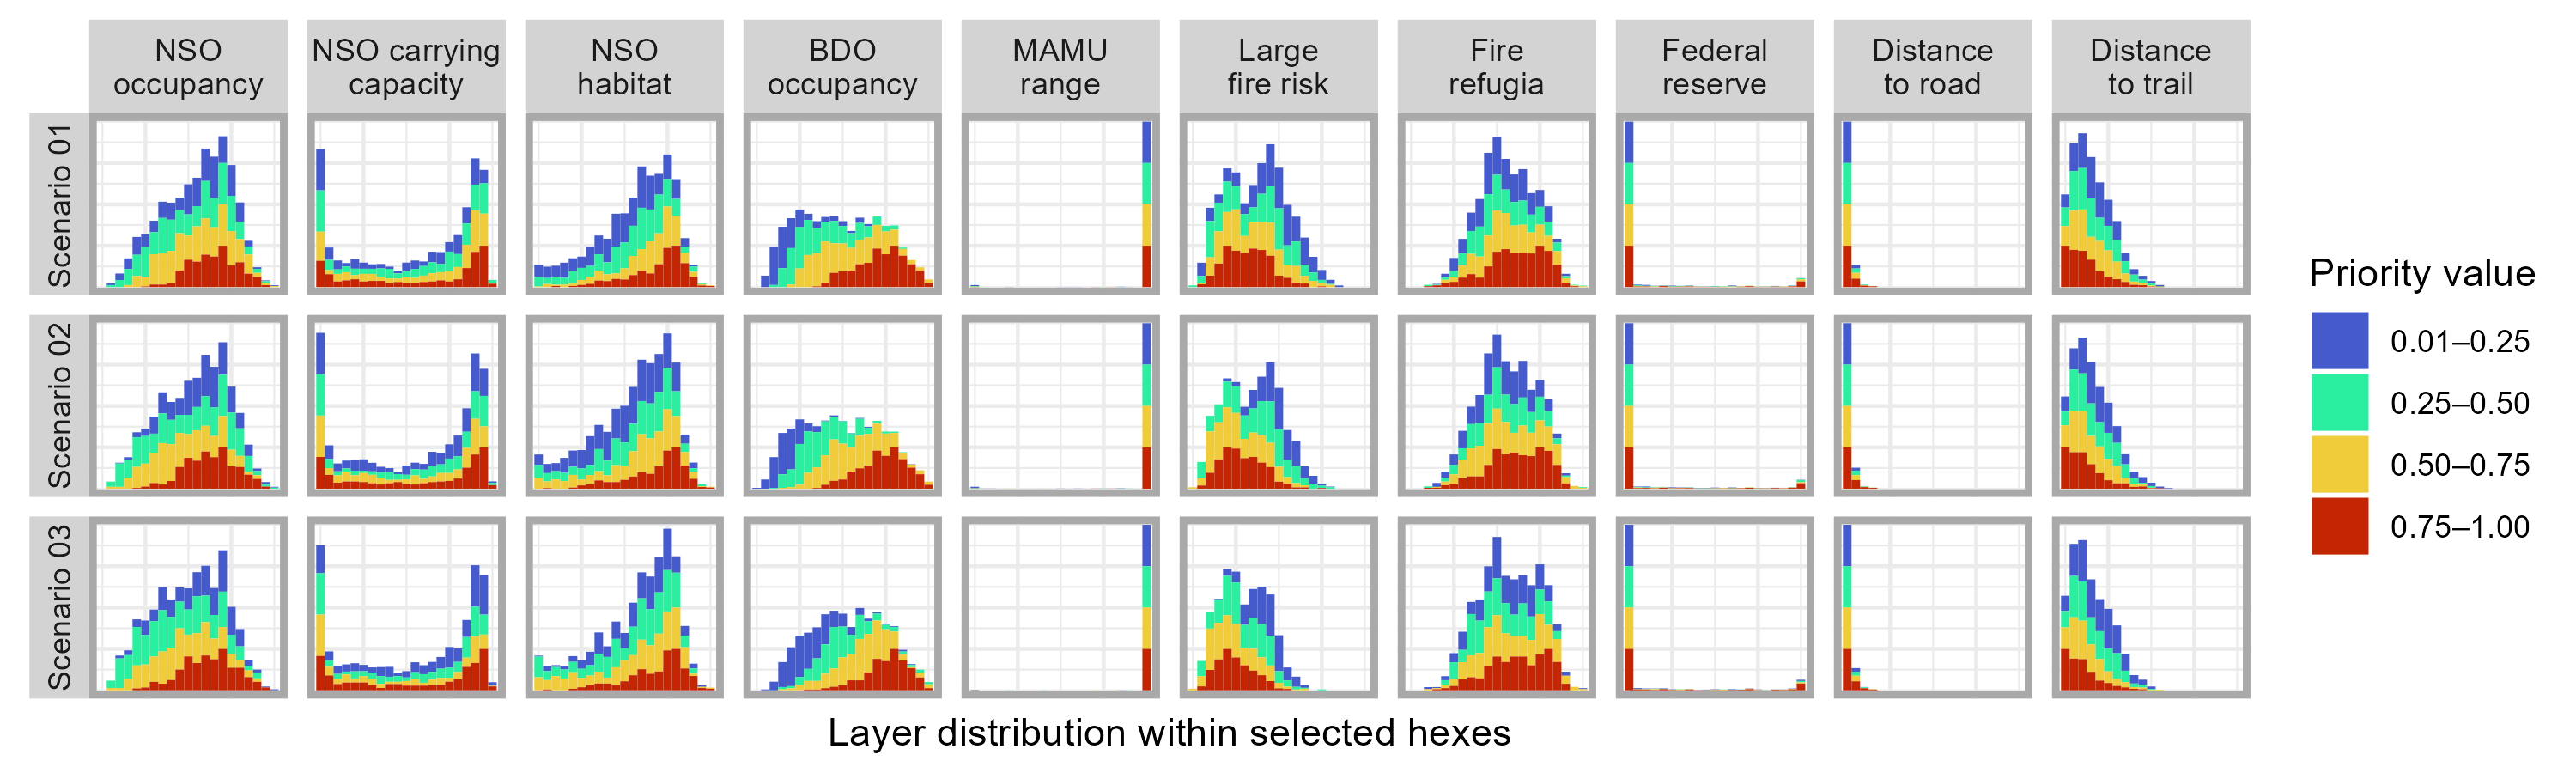 NSO
occupancy
NSO carrying
capacity
NSO
habitat
BDO
occupancy
MAMU
range
Large
fire risk
Fire
refugia
Federal
reserve
Distance
to road
Distance
to trail
Scenario 01
Scenario 02
Scenario 03
Layer distribution within selected hexes
Priority value
0.01–0.25
0.25–0.50
0.50–0.75
0.75–1.00